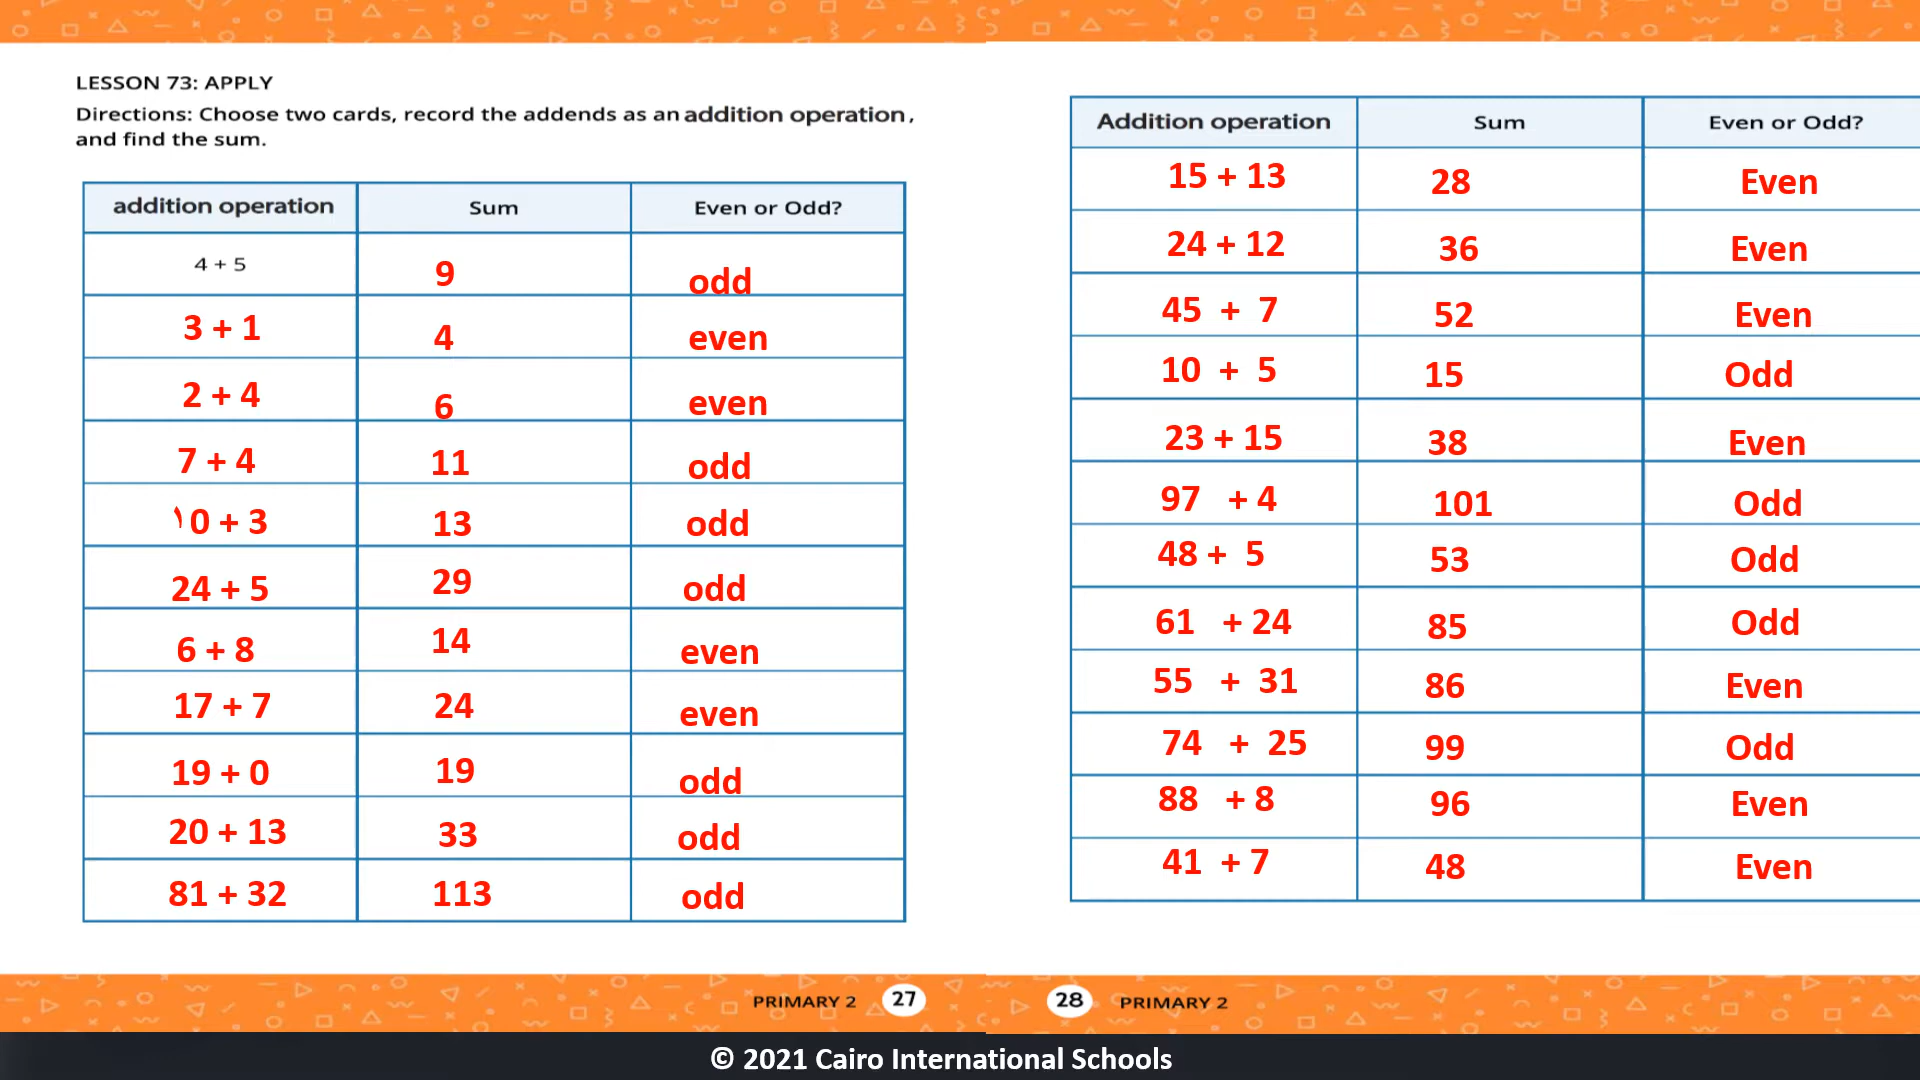 LESSON 73: APPLY
Directions: Choose two cards, record the addends as an addition operation,
and find the sum.
addition operation Sum Even or Odd?
4 + 5 9 odd
3 + 1 4 even
2 + 4 6 even
7 + 4 11 odd
١0 + 3 13 odd
24 + 5 29 odd
6 + 8 14 even
17 + 7 24 even
19 + 0 19 odd
20 + 13 33 odd
81 + 32 113 odd
PRIMARY 2 27
Addition operation Sum Even or Odd?
15 + 13 28 Even
24 + 12 36 Even
45 + 7 52 Even
10 + 5 15 Odd
23 + 15 38 Even
97 + 4 101 Odd
48 + 5 53 Odd
61 + 24 85 Odd
55 + 31 86 Even
74 + 25 99 Odd
88 + 8 96 Even
41 + 7 48 Even
28 PRIMARY 2
© 2021 Cairo International Schools